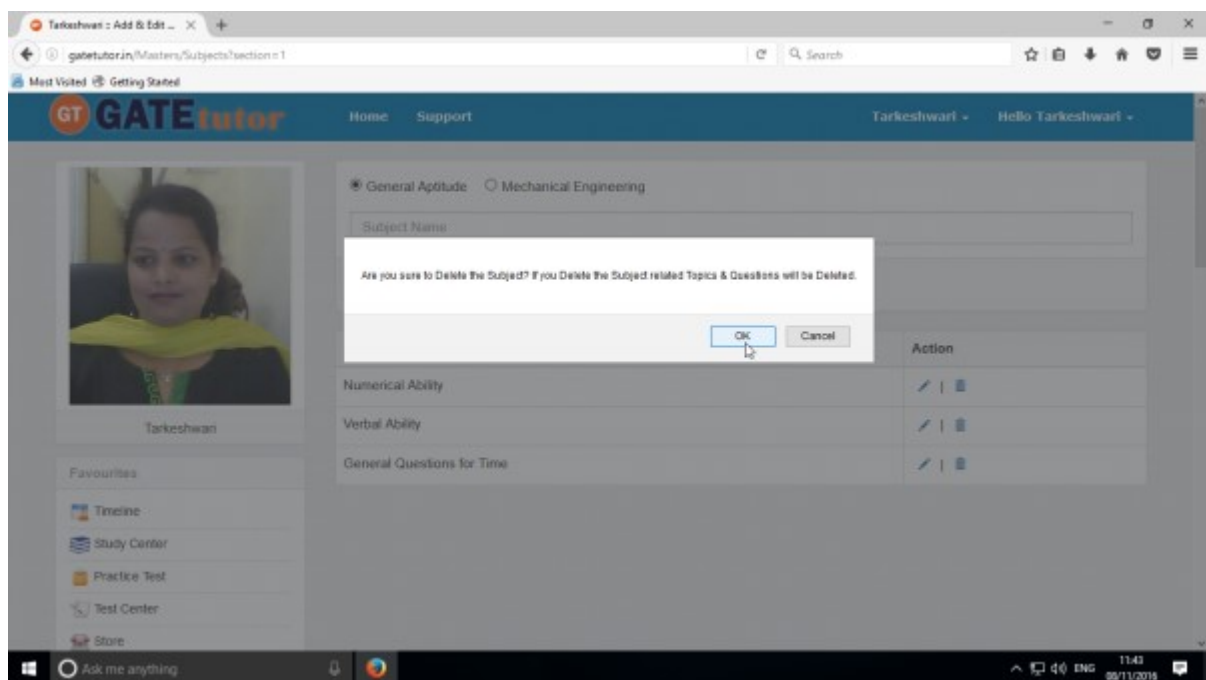 Tarkeshwari :: Add & Edit ...
gatetutor.in/Masters/Subjects?section=1
Search
Most Visited Getting Started
GT GATEtutor Home Support Tarkeshwari Hello Tarkeshwari
General Aptitude Mechanical Engineering
Subject Name
Are you sure to Delete the Subject? If you Delete the Subject related Topics & Questions will be Deleted.
OK Cancel
Action
Numerical Ability
Verbal Ability
General Questions for Time
Tarkeshwari
Favourites
Timeline
Study Center
Practice Test
Test Center
Store
Ask me anything
ENG
11:43
08/11/2016